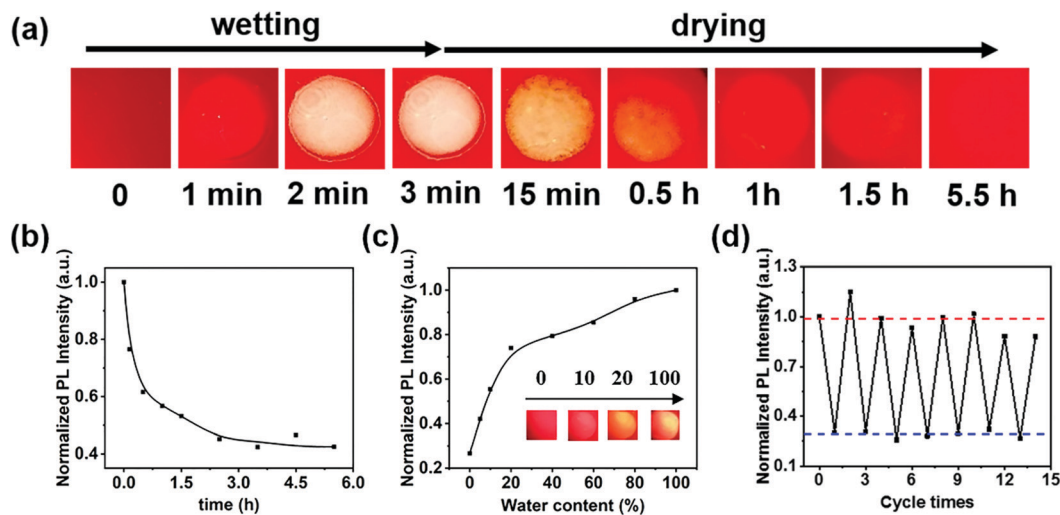 (a)
wetting drying
0 1 min 2 min 3 min 15 min 0.5 h 1h 1.5 h 5.5 h
(b)
Normalized PL Intensity (a.u.)
1.0
0.8
0.6
0.4
0.0 1.5 3.0 4.5 6.0
time (h)
(c)
Normalized PL Intensity (a.u.)
1.0
0.8
0.6
0.4
0.2
0 10 20 100
0 20 40 60 80 100
Water content (%)
(d)
Normalized PL Intensity (a.u.)
1.3
1.0
0.7
0.4
0.1
0 3 6 9 12 15
Cycle times